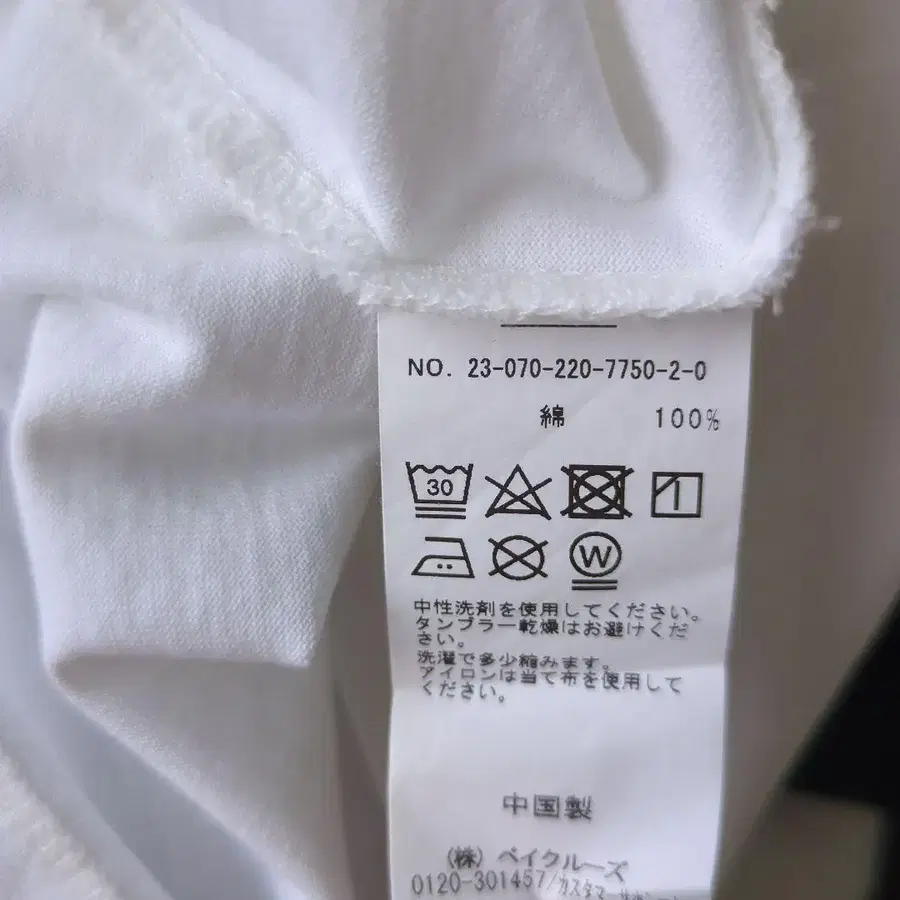 NO. 23-070-220-7750-2-0
綿 100%
30
W
中性洗剤を使用してください。
タンブラー乾燥はお避けくだ
さい。
洗濯で多少縮みます。
アイロンは当て布を使用して
ください。
中国製
(株) ベイクルーズ
0120-301457/カスタマーサポート